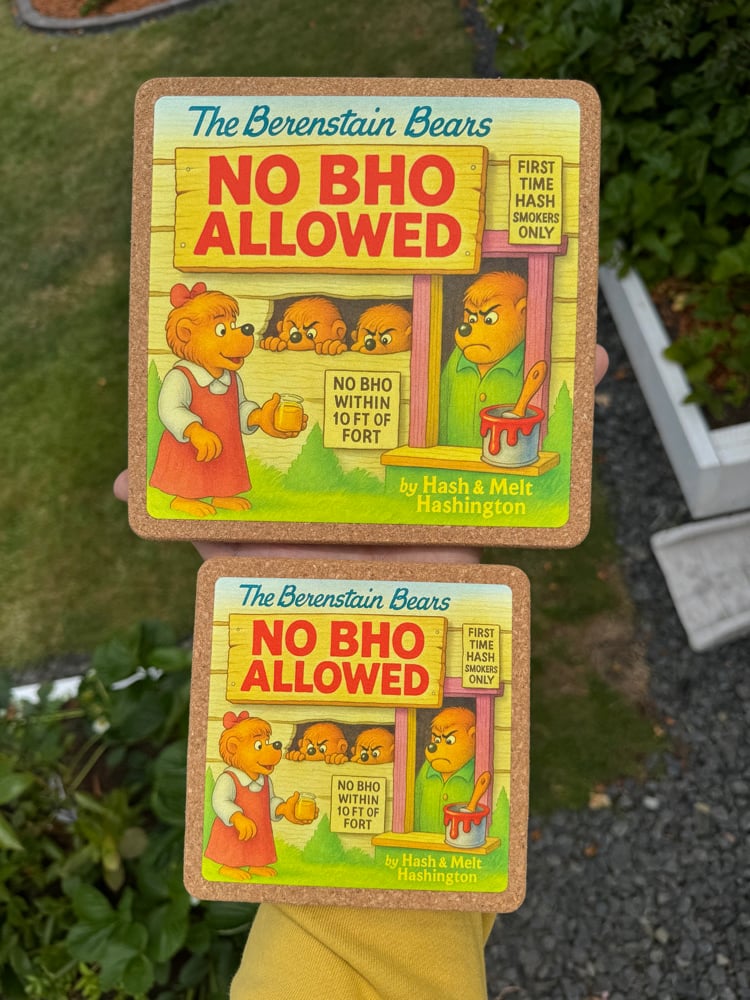 The Berenstain Bears
NO BHO
ALLOWED
FIRST
TIME
HASH
SMOKERS
ONLY
NO BHO
WITHIN
10 FT OF
FORT
by Hash & Melt
Hashington
The Berenstain Bears
NO BHO
ALLOWED
FIRST
TIME
HASH
SMOKERS
ONLY
NO BHO
WITHIN
10 FT OF
FORT
by Hash & Melt
Hashington